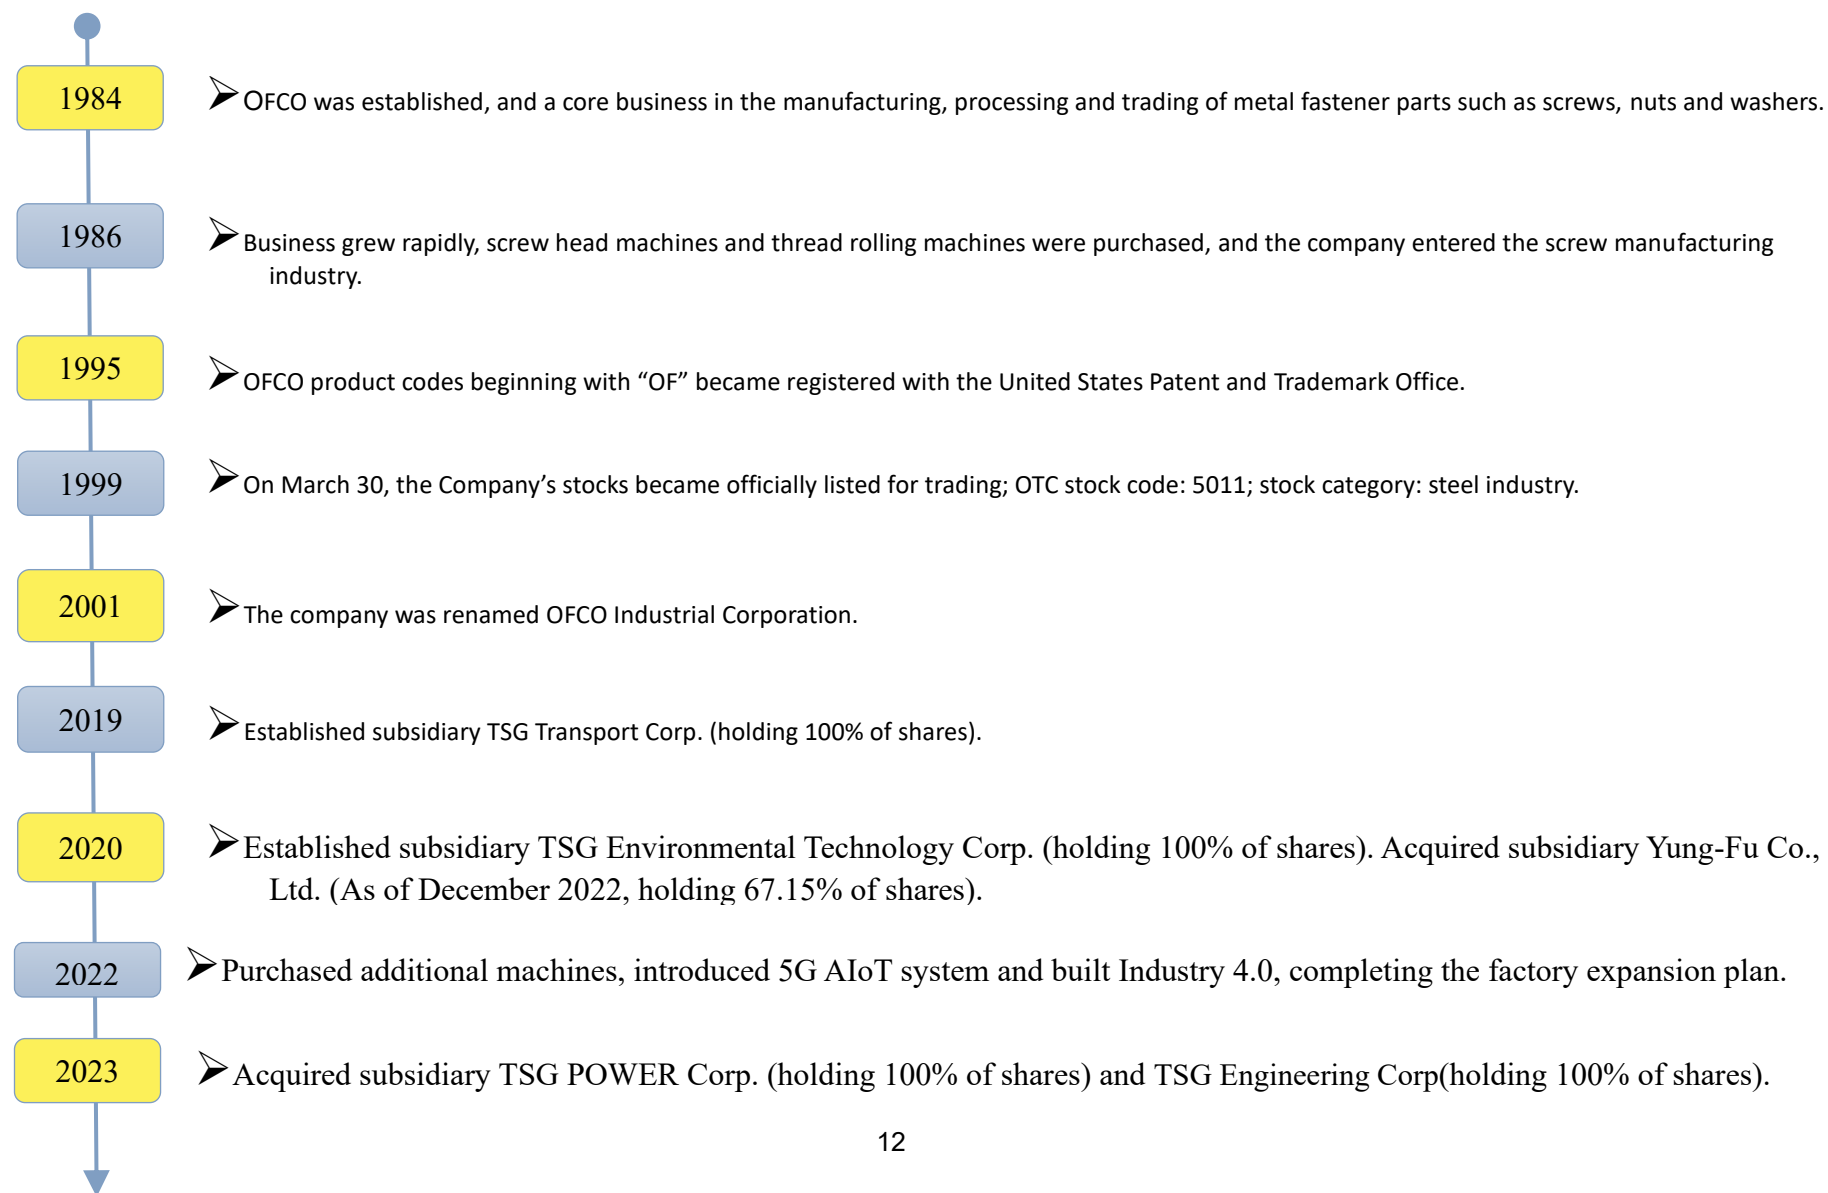 1984
➢OFCO was established, and a core business in the manufacturing, processing and trading of metal fastener parts such as screws, nuts and washers.
1986
➢Business grew rapidly, screw head machines and thread rolling machines were purchased, and the company entered the screw manufacturing
industry.
1995
➢OFCO product codes beginning with “OF” became registered with the United States Patent and Trademark Office.
1999
➢On March 30, the Company’s stocks became officially listed for trading; OTC stock code: 5011; stock category: steel industry.
2001
➢The company was renamed OFCO Industrial Corporation.
2019
➢Established subsidiary TSG Transport Corp. (holding 100% of shares).
2020
➢Established subsidiary TSG Environmental Technology Corp. (holding 100% of shares). Acquired subsidiary Yung-Fu Co.,
Ltd. (As of December 2022, holding 67.15% of shares).
2022
➢Purchased additional machines, introduced 5G AIoT system and built Industry 4.0, completing the factory expansion plan.
2023
➢Acquired subsidiary TSG POWER Corp. (holding 100% of shares) and TSG Engineering Corp(holding 100% of shares).
12